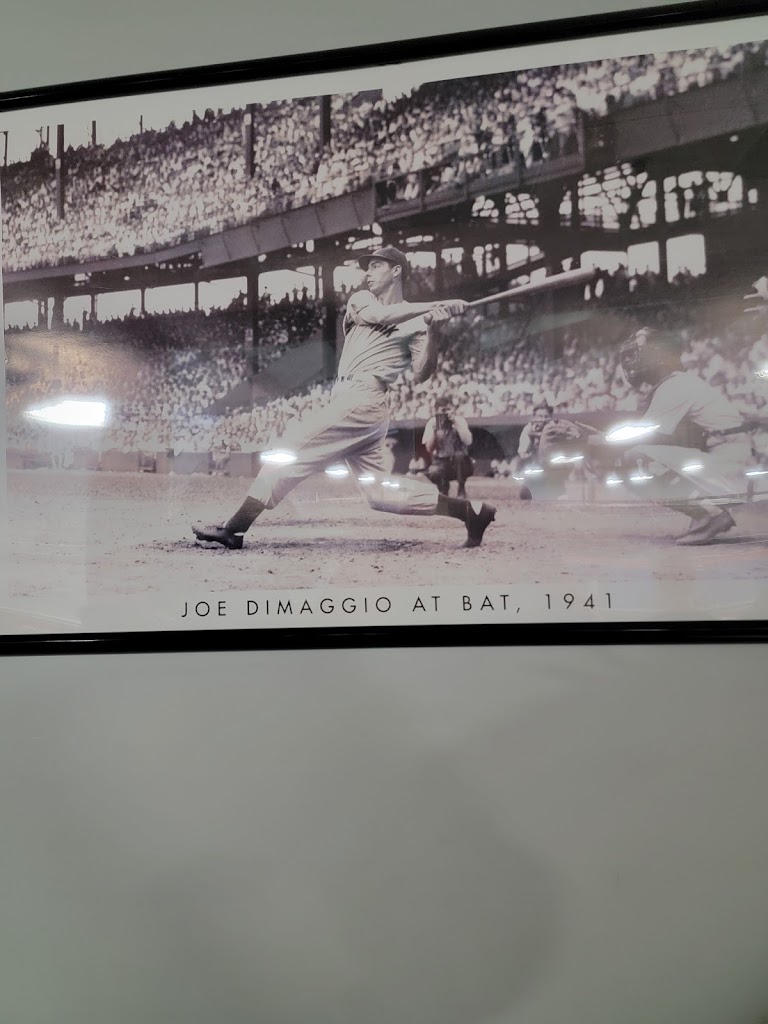 JOE DIMAGGIO AT BAT, 1941